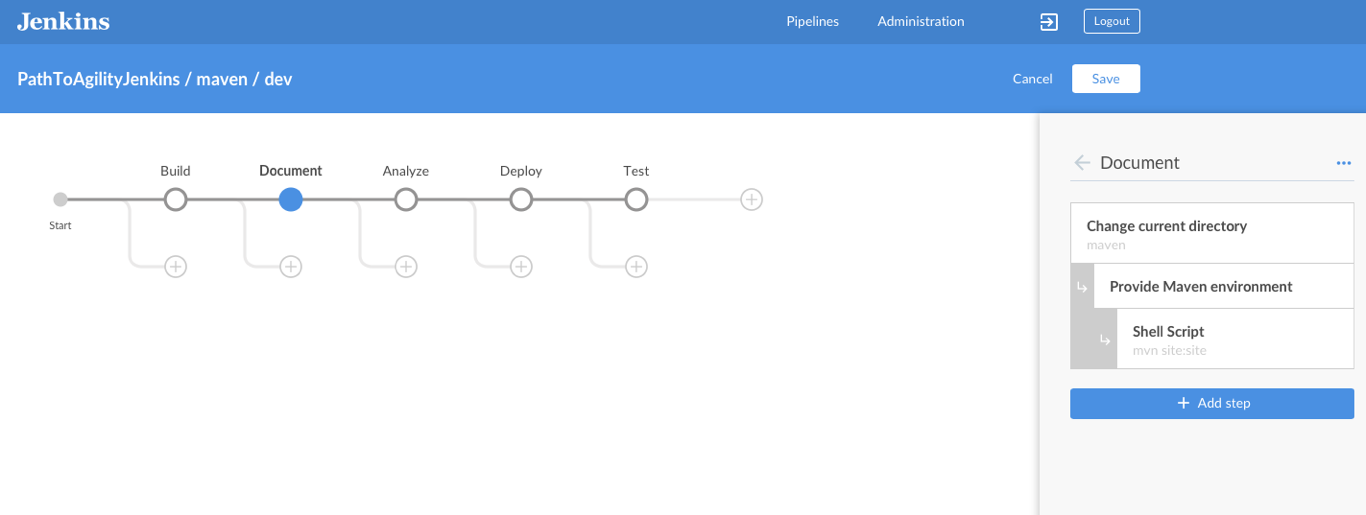 Jenkins
Pipelines
Administration
Logout
PathToAgilityJenkins / maven / dev
Cancel
Save
Build
Document
Analyze
Deploy
Test
Start
Document
Change current directory
maven
Provide Maven environment
Shell Script
mvn site:site
Add step